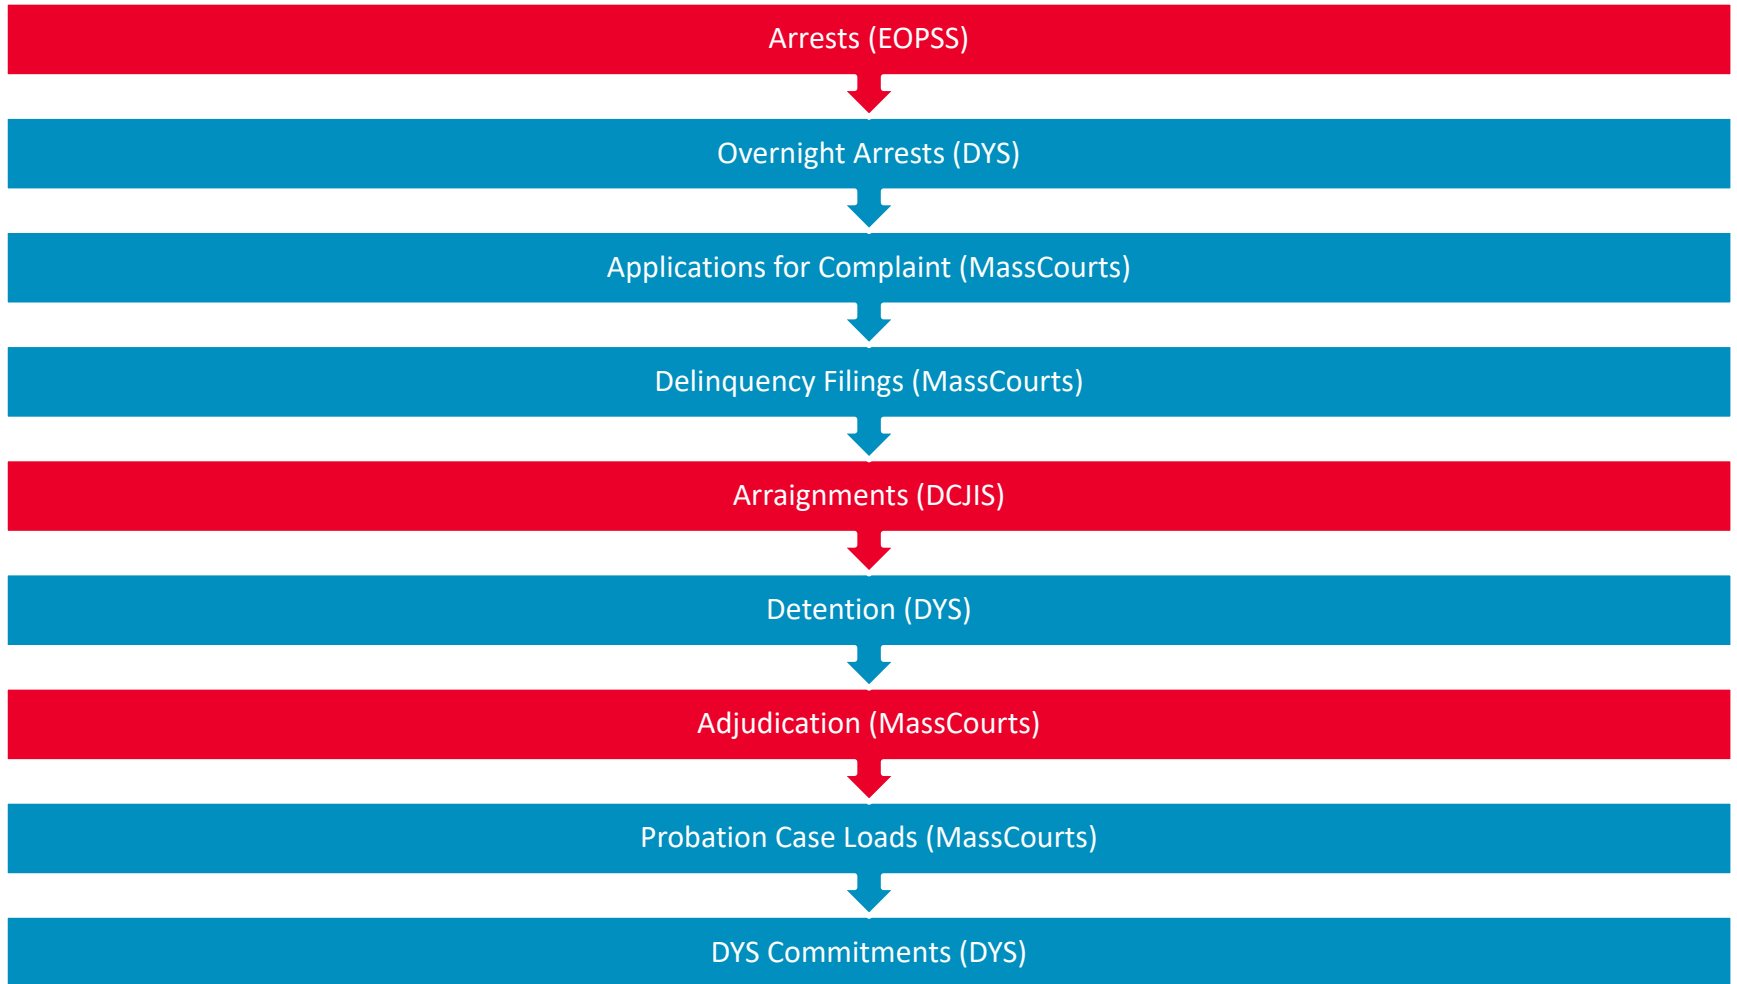 Arrests (EOPSS)
Overnight Arrests (DYS)
Applications for Complaint (MassCourts)
Delinquency Filings (MassCourts)
Arraignments (DCJIS)
Detention (DYS)
Adjudication (MassCourts)
Probation Case Loads (MassCourts)
DYS Commitments (DYS)